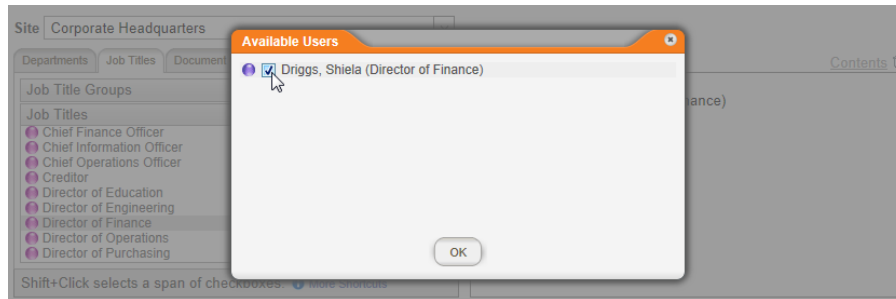 Site Corporate Headquarters
Available Users
Departments Job Titles Document
Driggs, Shiela (Director of Finance)
Contents
Job Title Groups
ance)
Job Titles
Chief Finance Officer
Chief Information Officer
Chief Operations Officer
Creditor
Director of Education
Director of Engineering
Director of Finance
Director of Operations
Director of Purchasing
OK
Shift+Click selects a span of checkboxes. More Shortcuts